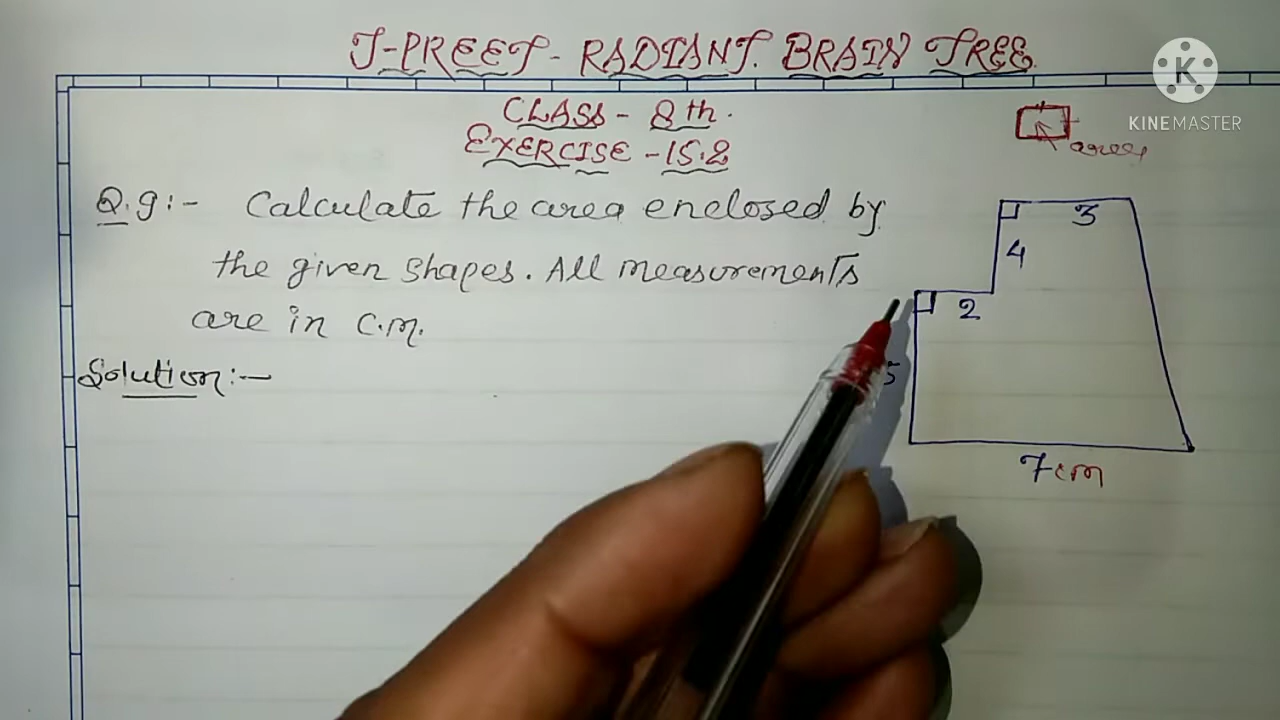 J-PREET - RADIANT. BRAIN TREE.
KINEMASTER
CLASS - 8th.
EXERCISE - 15.2
area
Q.9:- Calculate the area enclosed by
the given shapes. All measurements
are in c.m.
Solution:-
3
4
2
5
7cm